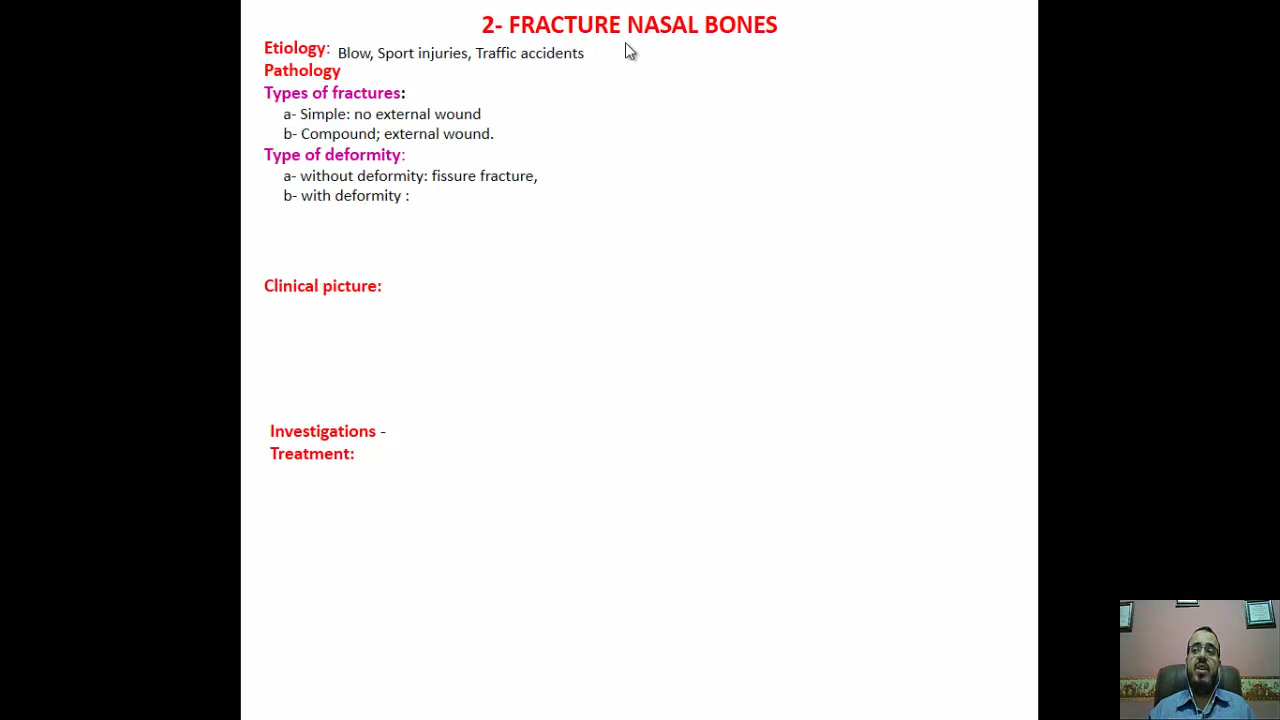 2- FRACTURE NASAL BONES
Etiology: Blow, Sport injuries, Traffic accidents
Pathology
Types of fractures:
a- Simple: no external wound
b- Compound; external wound.
Type of deformity:
a- without deformity: fissure fracture,
b- with deformity :
Clinical picture:
Investigations -
Treatment: